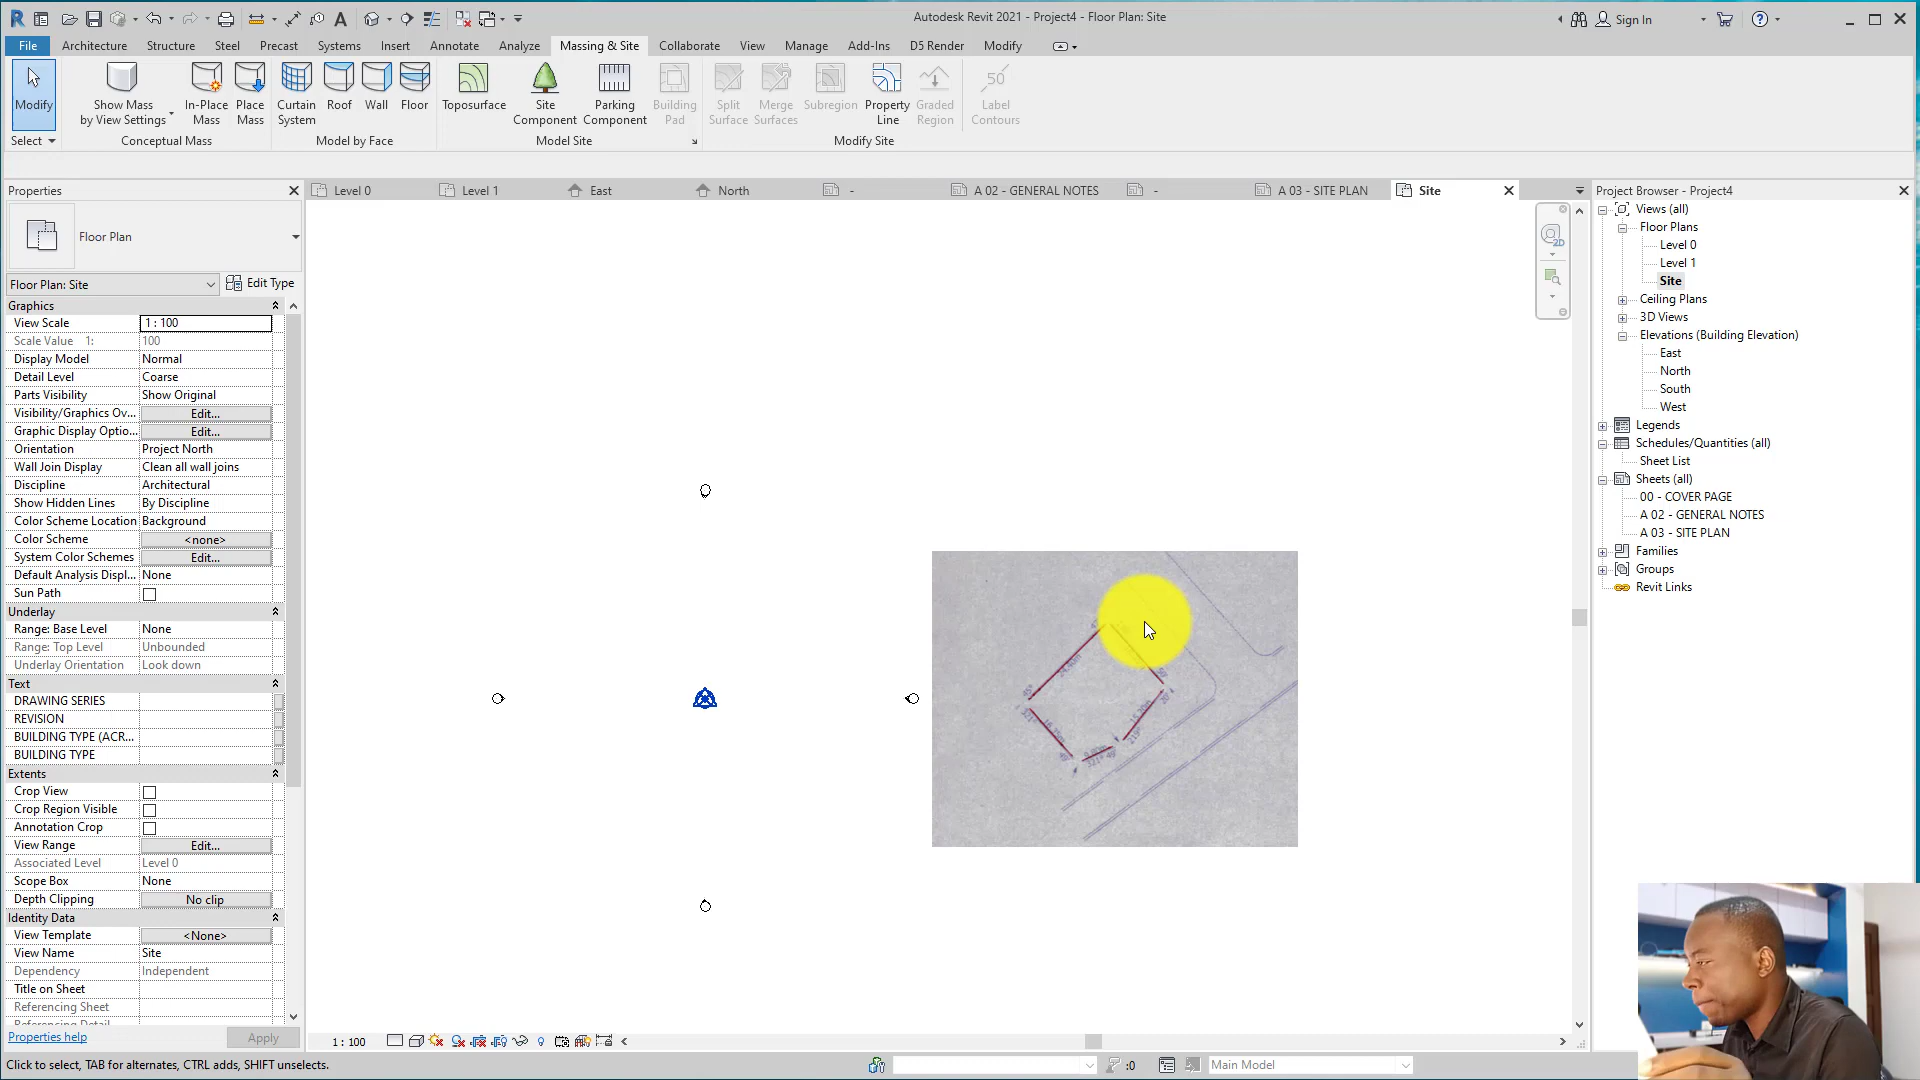 Autodesk Revit 2021 - Project4 - Floor Plan: Site
Sign In
File
Architecture
Structure
Steel
Precast
Systems
Insert
Annotate
Analyze
Massing & Site
Collaborate
View
Manage
Add-Ins
D5 Render
Modify
Modify
Show Mass
by View Settings
In-Place
Mass
Place
Mass
Curtain
System
Roof
Wall
Floor
Toposurface
Site
Component
Parking
Component
Building
Pad
Split
Surface
Merge
Surfaces
Subregion
Property
Line
Graded
Region
50
Label
Contours
Select
Conceptual Mass
Model by Face
Model Site
Modify Site
Properties
Level 0
Level 1
East
North
-
A 02 - GENERAL NOTES
-
A 03 - SITE PLAN
Site
Floor Plan
Floor Plan: Site
Edit Type
Graphics
View Scale 1 : 100
Scale Value 1: 100
Display Model Normal
Detail Level Coarse
Parts Visibility Show Original
Visibility/Graphics Ov... Edit...
Graphic Display Optio... Edit...
Orientation Project North
Wall Join Display Clean all wall joins
Discipline Architectural
Show Hidden Lines By Discipline
Color Scheme Location Background
Color Scheme <none>
System Color Schemes Edit...
Default Analysis Displ... None
Sun Path
Underlay
Range: Base Level None
Range: Top Level Unbounded
Underlay Orientation Look down
Text
DRAWING SERIES
REVISION
BUILDING TYPE (ACR...
BUILDING TYPE
Extents
Crop View
Crop Region Visible
Annotation Crop
View Range Edit...
Associated Level Level 0
Scope Box None
Depth Clipping No clip
Identity Data
View Template <None>
View Name Site
Dependency Independent
Title on Sheet
Referencing Sheet
Referencing Detail
Properties help
Apply
2D
Project Browser - Project4
Views (all)
Floor Plans
Level 0
Level 1
Site
Ceiling Plans
3D Views
Elevations (Building Elevation)
East
North
South
West
Legends
Schedules/Quantities (all)
Sheet List
Sheets (all)
00 - COVER PAGE
A 02 - GENERAL NOTES
A 03 - SITE PLAN
Families
Groups
Revit Links
1 : 100
Click to select, TAB for alternates, CTRL adds, SHIFT unselects.
:0
Main Model